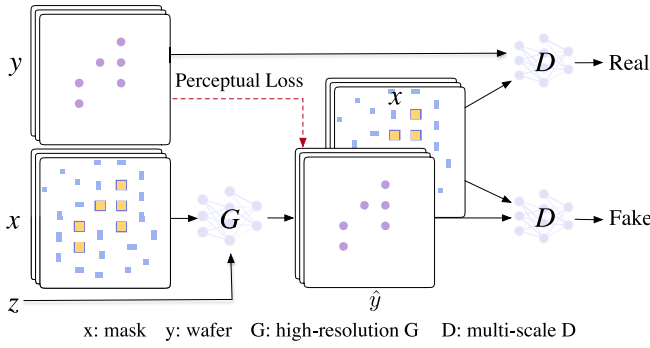 y
Perceptual Loss
x
D
Real
x
G
D
Fake
z
ŷ
x: mask y: wafer G: high-resolution G D: multi-scale D